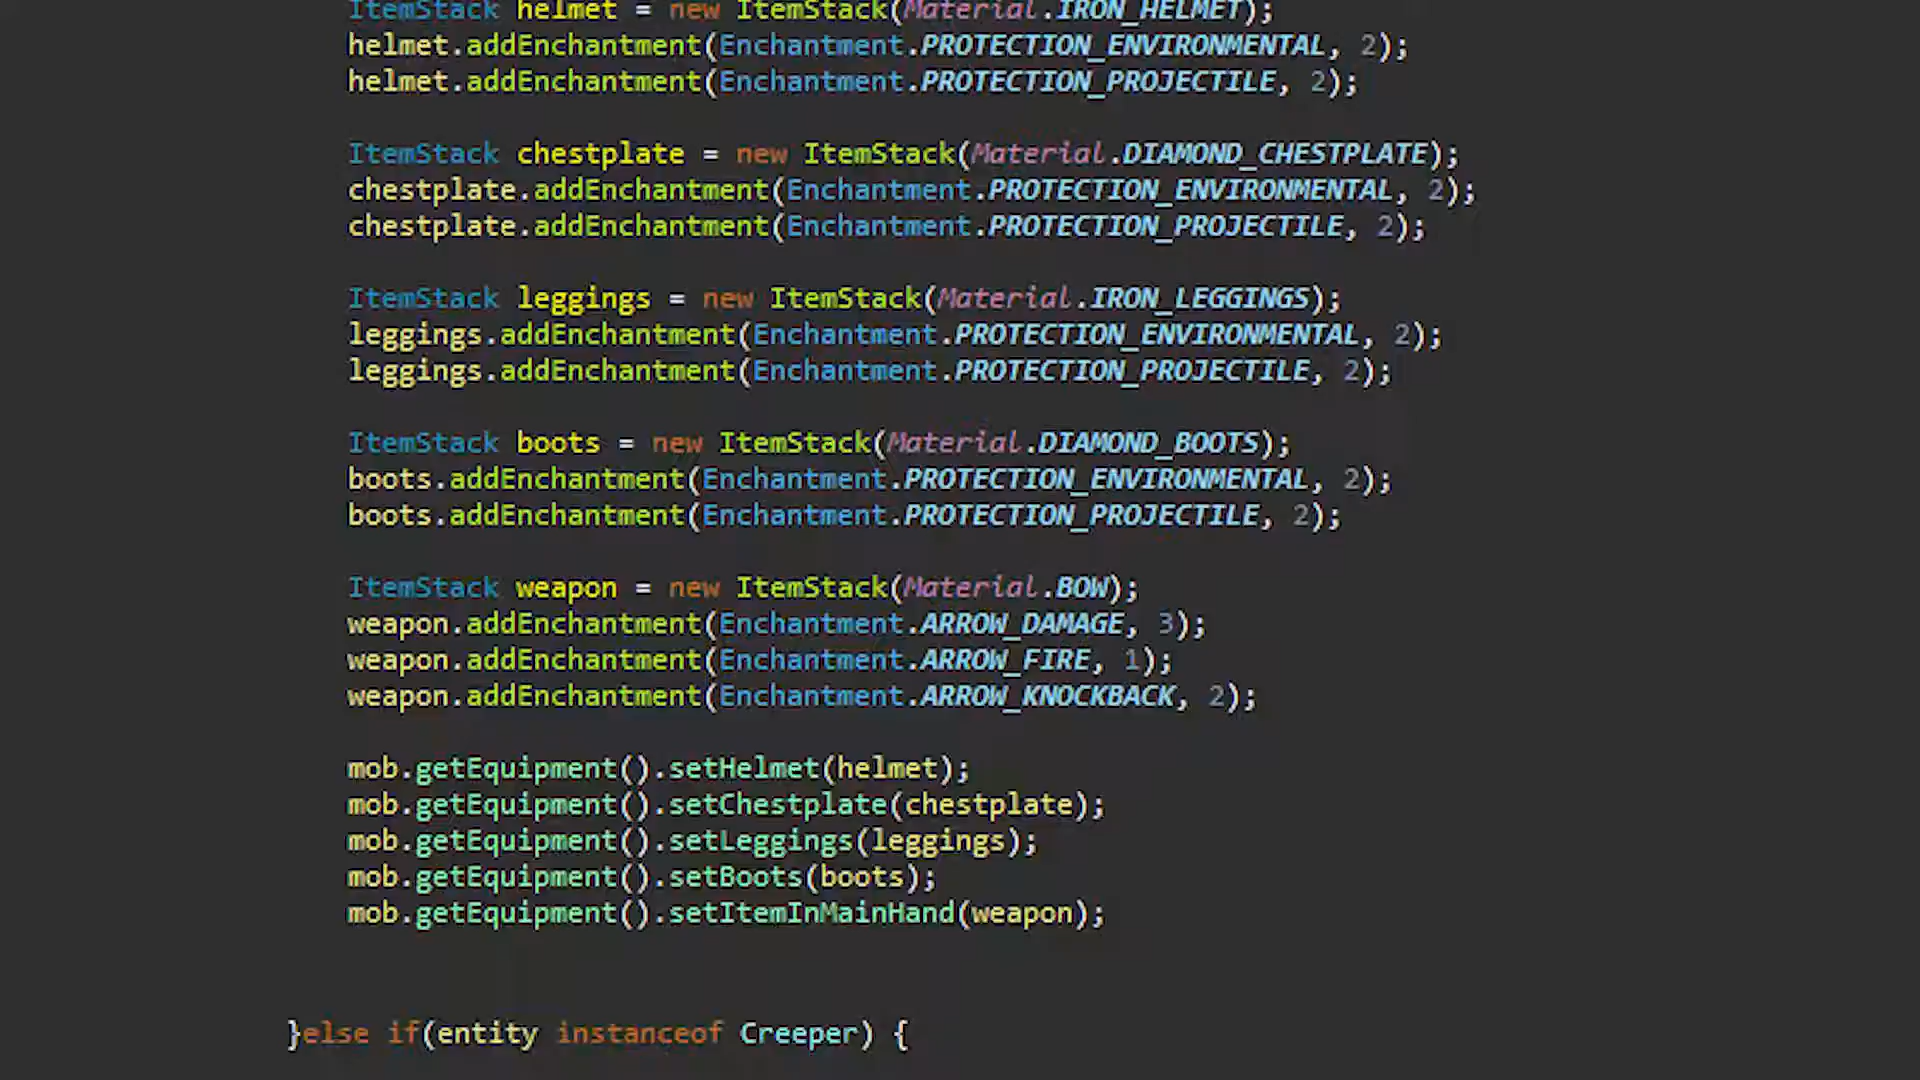 ItemStack helmet = new ItemStack(Material.IRON_HELMET);
helmet.addEnchantment(Enchantment.PROTECTION_ENVIRONMENTAL, 2);
helmet.addEnchantment(Enchantment.PROTECTION_PROJECTILE, 2);
ItemStack chestplate = new ItemStack(Material.DIAMOND_CHESTPLATE);
chestplate.addEnchantment(Enchantment.PROTECTION_ENVIRONMENTAL, 2);
chestplate.addEnchantment(Enchantment.PROTECTION_PROJECTILE, 2);
ItemStack leggings = new ItemStack(Material.IRON_LEGGINGS);
leggings.addEnchantment(Enchantment.PROTECTION_ENVIRONMENTAL, 2);
leggings.addEnchantment(Enchantment.PROTECTION_PROJECTILE, 2);
ItemStack boots = new ItemStack(Material.DIAMOND_BOOTS);
boots.addEnchantment(Enchantment.PROTECTION_ENVIRONMENTAL, 2);
boots.addEnchantment(Enchantment.PROTECTION_PROJECTILE, 2);
ItemStack weapon = new ItemStack(Material.BOW);
weapon.addEnchantment(Enchantment.ARROW_DAMAGE, 3);
weapon.addEnchantment(Enchantment.ARROW_FIRE, 1);
weapon.addEnchantment(Enchantment.ARROW_KNOCKBACK, 2);
mob.getEquipment().setHelmet(helmet);
mob.getEquipment().setChestplate(chestplate);
mob.getEquipment().setLeggings(leggings);
mob.getEquipment().setBoots(boots);
mob.getEquipment().setItemInMainHand(weapon);
}else if(entity instanceof Creeper) {